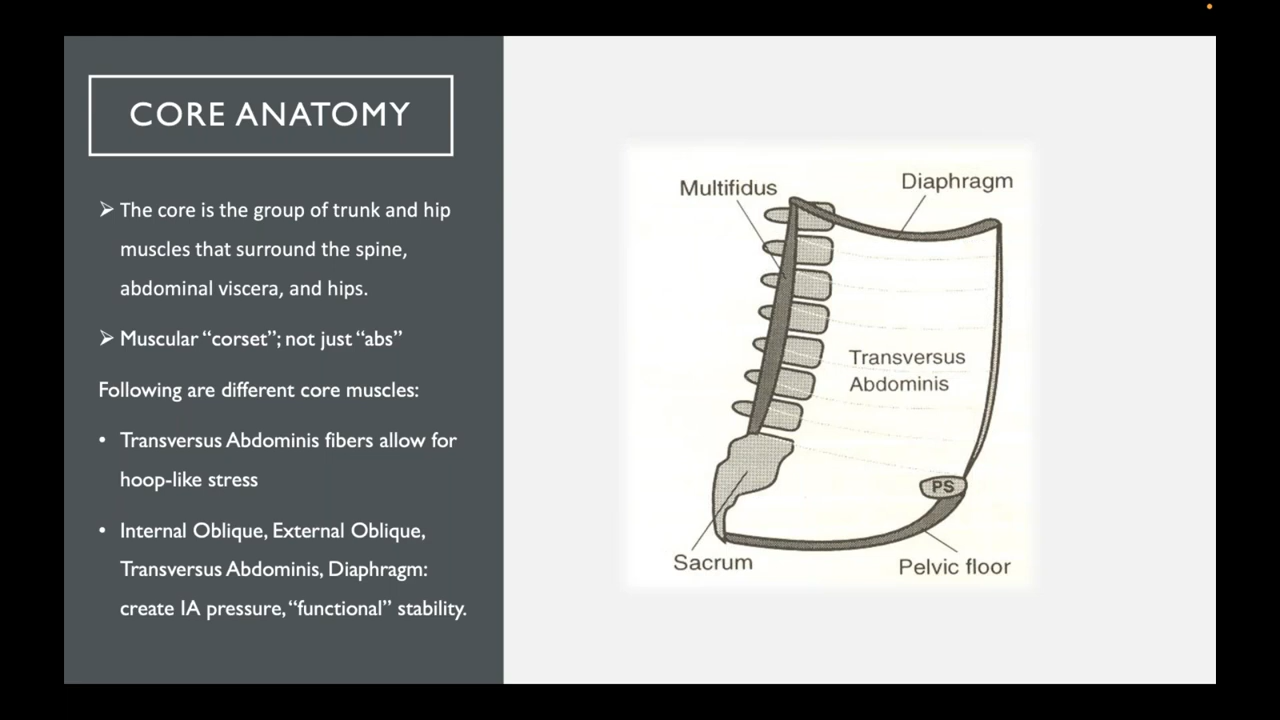 CORE ANATOMY
➢ The core is the group of trunk and hip
muscles that surround the spine,
abdominal viscera, and hips.
➢ Muscular “corset”; not just “abs”
Following are different core muscles:
• Transversus Abdominis fibers allow for
hoop-like stress
• Internal Oblique, External Oblique,
Transversus Abdominis, Diaphragm:
create IA pressure, “functional” stability.
Multifidus
Diaphragm
Transversus
Abdominis
PS
Sacrum
Pelvic floor